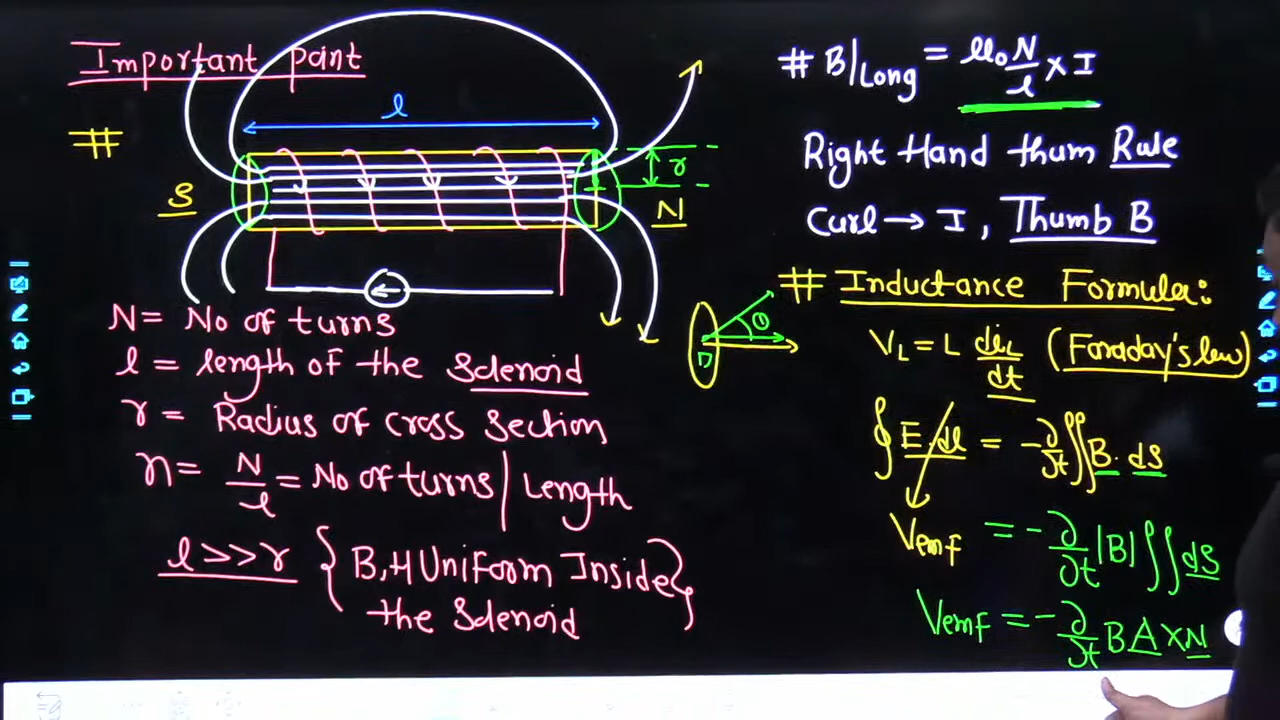 Important point
#
l
r
S
N
N = No of turns
l = length of the Solenoid
r = Radius of cross section
n = N/l = No of turns | Length
l >> r { B, H Uniform Inside the Solenoid }
# B/Long = μ₀ N/l × I
Right Hand thum Rule
Curl → I, Thumb B
# Inductance Formula:
θ
V_L = L di_L/dt (Faraday's law)
∮ E. dl = -∂/∂t ∬ B. ds
Vemf = -∂/∂t |B| ∬ ds
Vemf = -∂/∂t B A × N